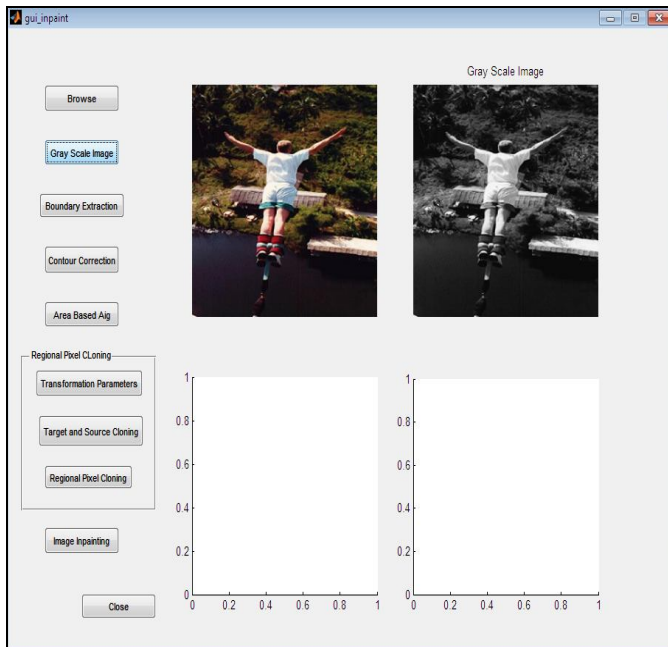 gui_inpaint
Gray Scale Image
Browse
Gray Scale Image
Boundary Extraction
Contour Correction
Area Based Alg
Regional Pixel CLoning
Transformation Parameters
Target and Source Cloning
Regional Pixel Cloning
Image Inpainting
Close
1
0.8
0.6
0.4
0.2
0
0 0.2 0.4 0.6 0.8 1
1
0.8
0.6
0.4
0.2
0
0 0.2 0.4 0.6 0.8 1